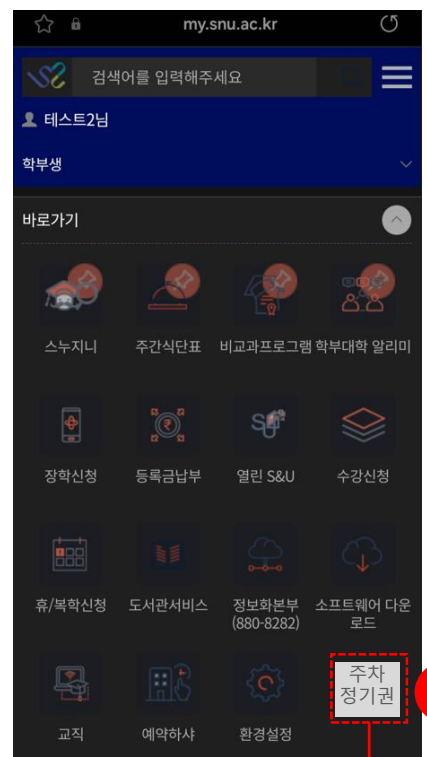 my.snu.ac.kr
검색어를 입력해주세요
테스트2님
학부생
바로가기
스누지니
주간식단표
비교과프로그램
학부대학 알리미
장학신청
등록금납부
열린 S&U
수강신청
휴/복학신청
도서관서비스
정보화본부
(880-8282)
소프트웨어 다운
로드
교직
예약하샤
환경설정
주차
정기권